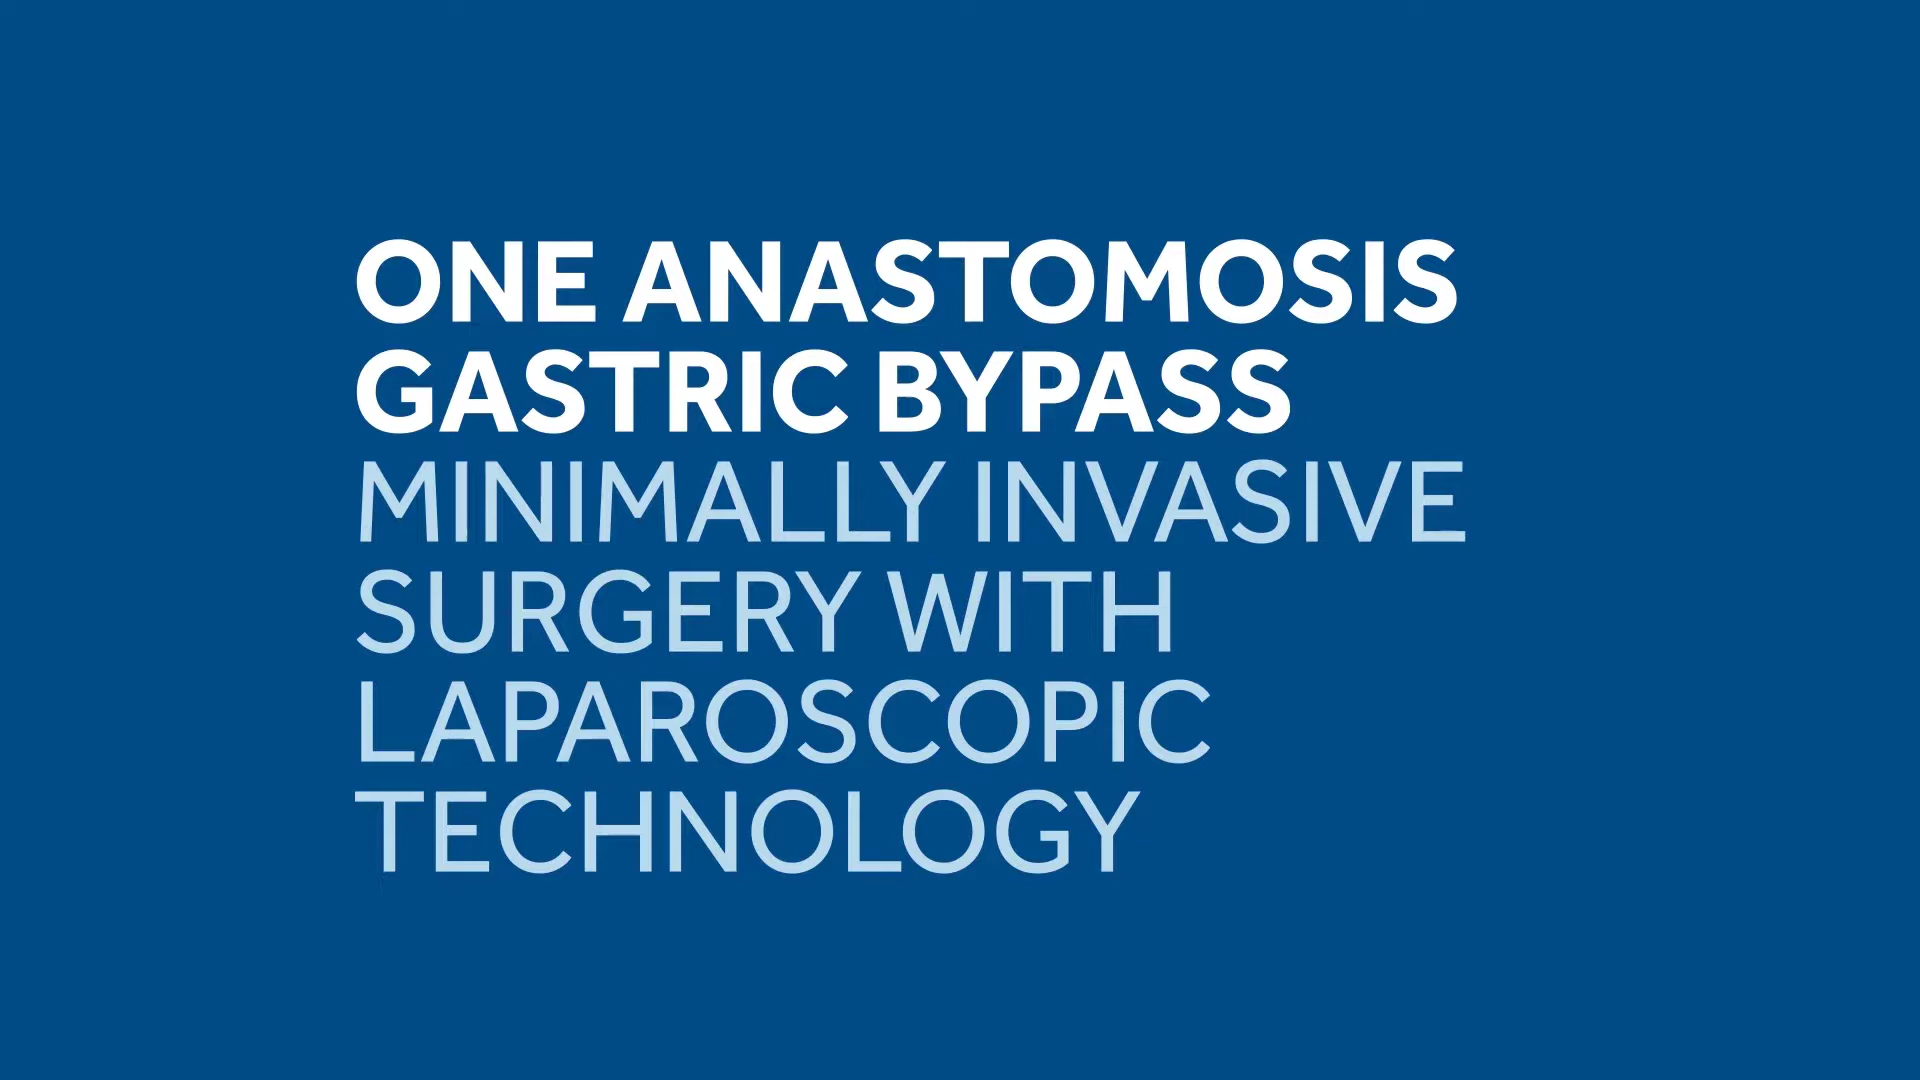 ONE ANASTOMOSIS
GASTRIC BYPASS
MINIMALLY INVASIVE
SURGERY WITH
LAPAROSCOPIC
TECHNOLOGY